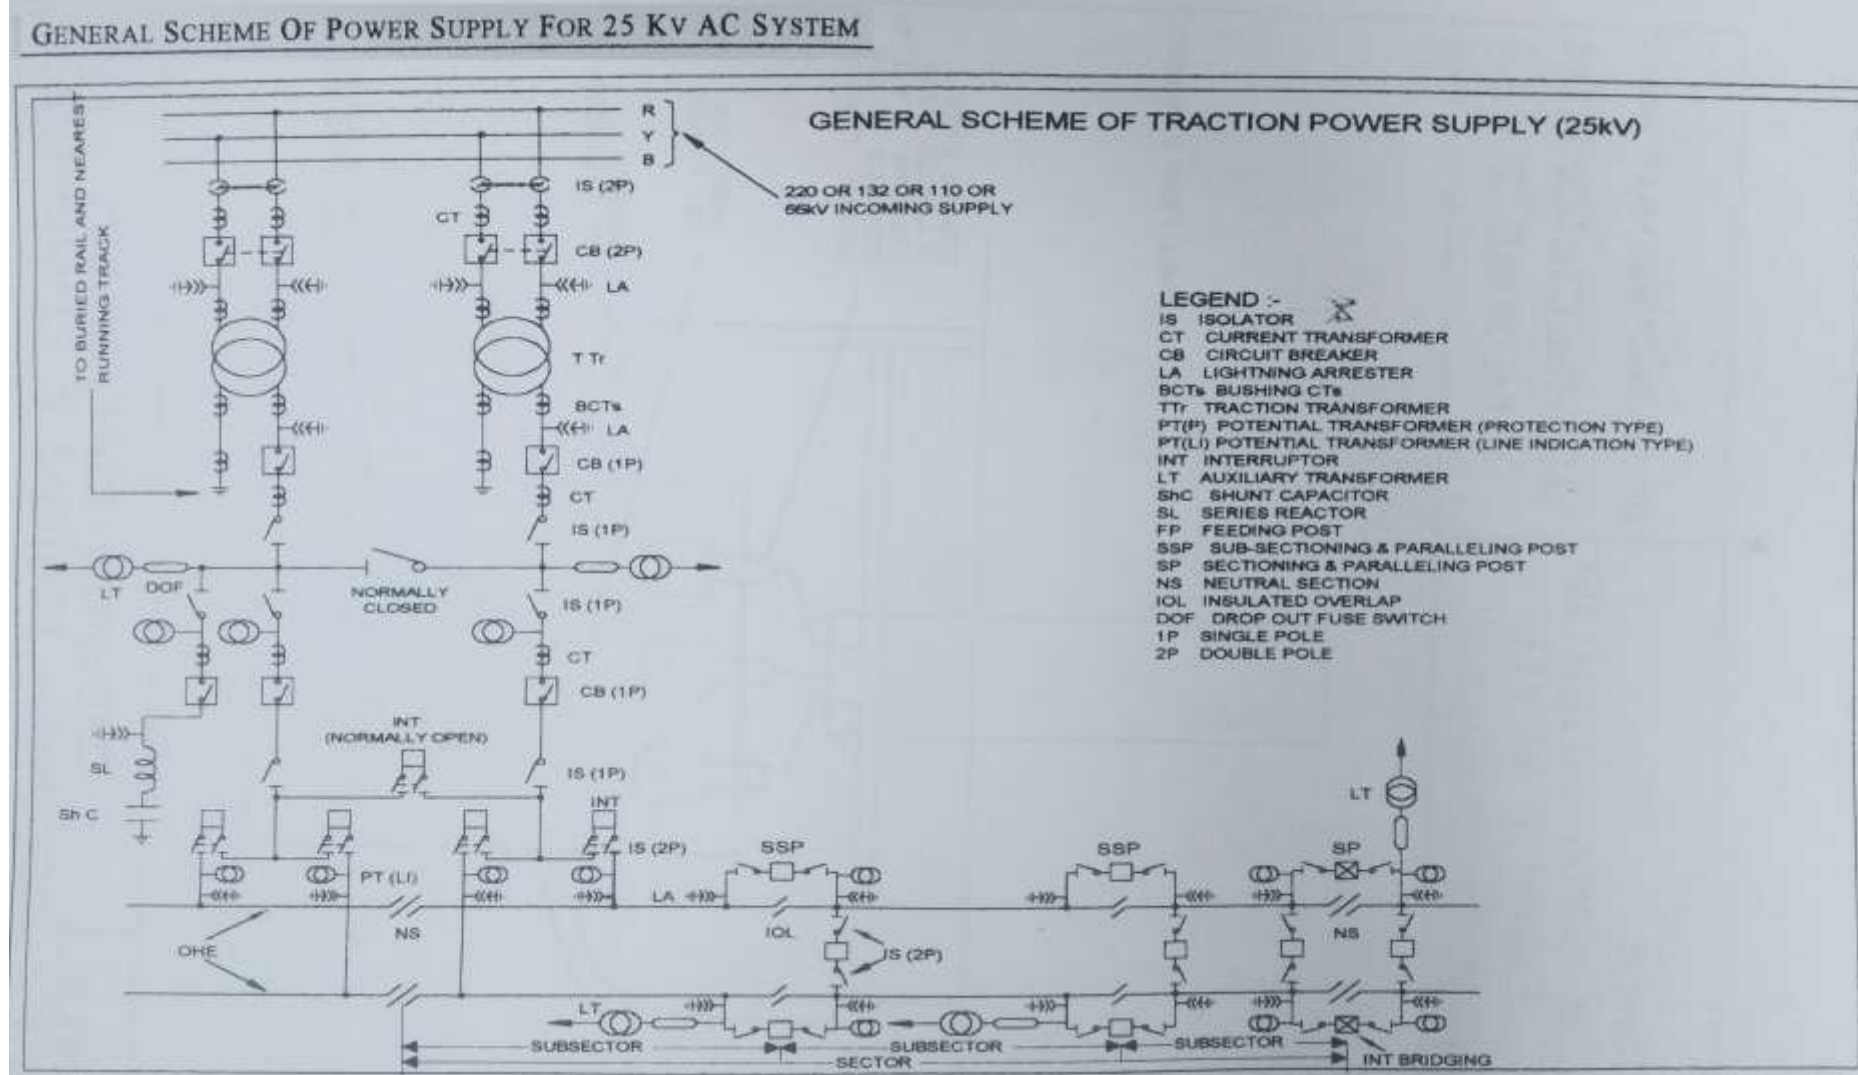 GENERAL SCHEME OF POWER SUPPLY FOR 25 KV AC SYSTEM
TO BURIED RAIL AND NEAREST
RUNNING TRACK
R
Y
B
GENERAL SCHEME OF TRACTION POWER SUPPLY (25kV)
220 OR 132 OR 110 OR
66kV INCOMING SUPPLY
IS (2P)
CT
CB (2P)
LA
T Tr
BCTs
LA
CB (1P)
CT
IS (1P)
LT
DOF
NORMALLY
CLOSED
IS (1P)
CT
CB (1P)
INT
(NORMALLY OPEN)
SL
IS (1P)
Sh C
INT
IS (2P)
PT (LI)
LEGEND :-
IS ISOLATOR
CT CURRENT TRANSFORMER
CB CIRCUIT BREAKER
LA LIGHTNING ARRESTER
BCTs BUSHING CTs
TTr TRACTION TRANSFORMER
PT(P) POTENTIAL TRANSFORMER (PROTECTION TYPE)
PT(LI) POTENTIAL TRANSFORMER (LINE INDICATION TYPE)
INT INTERRUPTOR
LT AUXILIARY TRANSFORMER
ShC SHUNT CAPACITOR
SL SERIES REACTOR
FP FEEDING POST
SSP SUB-SECTIONING & PARALLELING POST
SP SECTIONING & PARALLELING POST
NS NEUTRAL SECTION
IOL INSULATED OVERLAP
DOF DROP OUT FUSE SWITCH
1P SINGLE POLE
2P DOUBLE POLE
LT
SSP
SSP
SP
LA
OHE
NS
IOL
IS (2P)
NS
LT
SUBSECTOR
SUBSECTOR
SUBSECTOR
SECTOR
INT BRIDGING